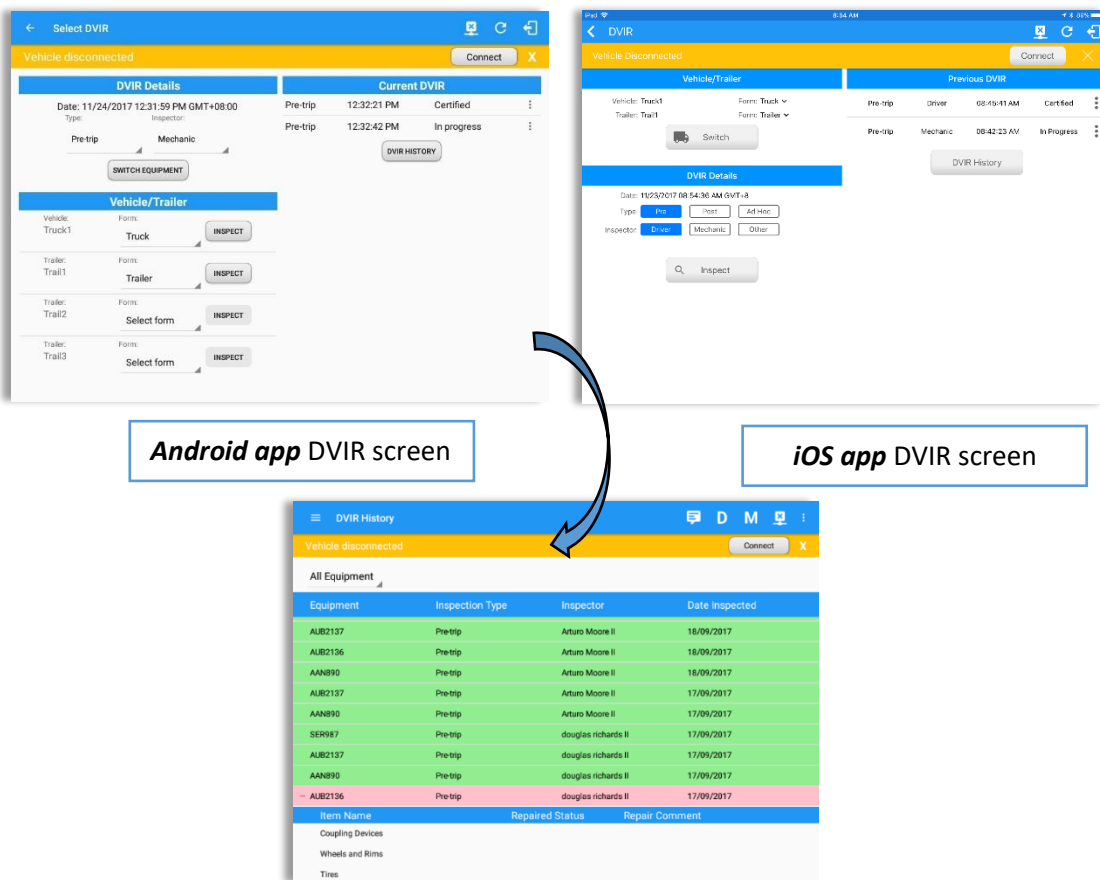 Select DVIR
Vehicle disconnected
Connect X
DVIR Details
Date: 11/24/2017 12:31:59 PM GMT+08:00
Type: Inspector:
Pre-trip Mechanic
SWITCH EQUIPMENT
Vehicle/Trailer
Vehicle: Form:
Truck1 Truck INSPECT
Trailer: Form:
Trail1 Trailer INSPECT
Trailer: Form:
Trail2 Select form INSPECT
Trailer: Form:
Trail3 Select form INSPECT
Current DVIR
Pre-trip 12:32:21 PM Certified
Pre-trip 12:32:42 PM In progress
DVIR HISTORY
iPad 8:54 AM
DVIR
Vehicle Disconnected
Connect
Vehicle/Trailer
Vehicle: Truck1 Form: Truck
Trailer: Trail1 Form: Trailer
Switch
DVIR Details
Date: 11/23/2017 08:54:36 AM GMT+8
Type: Pre Post Ad Hoc
Inspector: Driver Mechanic Other
Inspect
Previous DVIR
Pre-trip Driver 08:45:41 AM Certified
Pre-trip Mechanic 08:42:23 AM In Progress
DVIR History
Android app DVIR screen
iOS app DVIR screen
DVIR History D M
Vehicle disconnected
Connect X
All Equipment
Equipment Inspection Type Inspector Date Inspected
AUB2137 Pre-trip Arturo Moore II 18/09/2017
AUB2136 Pre-trip Arturo Moore II 18/09/2017
AAN890 Pre-trip Arturo Moore II 18/09/2017
AUB2137 Pre-trip Arturo Moore II 17/09/2017
AAN890 Pre-trip Arturo Moore II 17/09/2017
SER987 Pre-trip douglas richards II 17/09/2017
AUB2137 Pre-trip douglas richards II 17/09/2017
AAN890 Pre-trip douglas richards II 17/09/2017
AUB2136 Pre-trip douglas richards II 17/09/2017
Item Name Repaired Status Repair Comment
Coupling Devices
Wheels and Rims
Tires